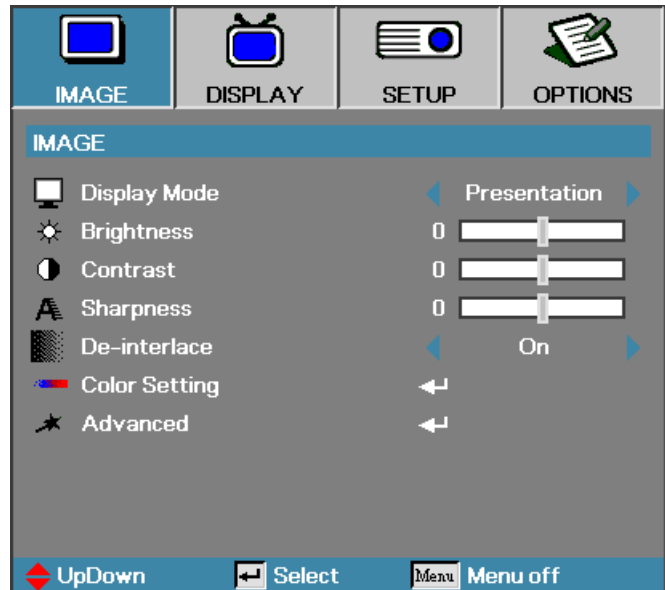 IMAGE DISPLAY SETUP OPTIONS
IMAGE
Display Mode Presentation
Brightness 0
Contrast 0
Sharpness 0
De-interlace On
Color Setting
Advanced
UpDown Select Menu Menu off